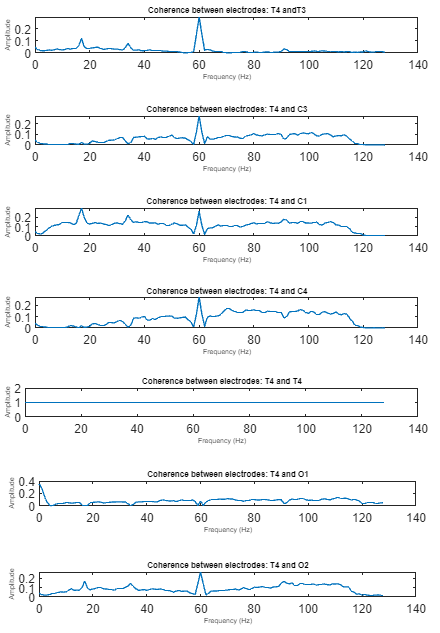 Coherence between electrodes: T4 andT3
Amplitude
0.2
0.1
0
0 20 40 60 80 100 120 140
Frequency (Hz)
Coherence between electrodes: T4 and C3
Amplitude
0.2
0.1
0
0 20 40 60 80 100 120 140
Frequency (Hz)
Coherence between electrodes: T4 and C1
Amplitude
0.2
0.1
0
0 20 40 60 80 100 120 140
Frequency (Hz)
Coherence between electrodes: T4 and C4
Amplitude
0.2
0.1
0
0 20 40 60 80 100 120 140
Frequency (Hz)
Coherence between electrodes: T4 and T4
Amplitude
2
1
0
0 20 40 60 80 100 120 140
Frequency (Hz)
Coherence between electrodes: T4 and O1
Amplitude
0.4
0.2
0
0 20 40 60 80 100 120 140
Frequency (Hz)
Coherence between electrodes: T4 and O2
Amplitude
0.2
0.1
0
0 20 40 60 80 100 120 140
Frequency (Hz)